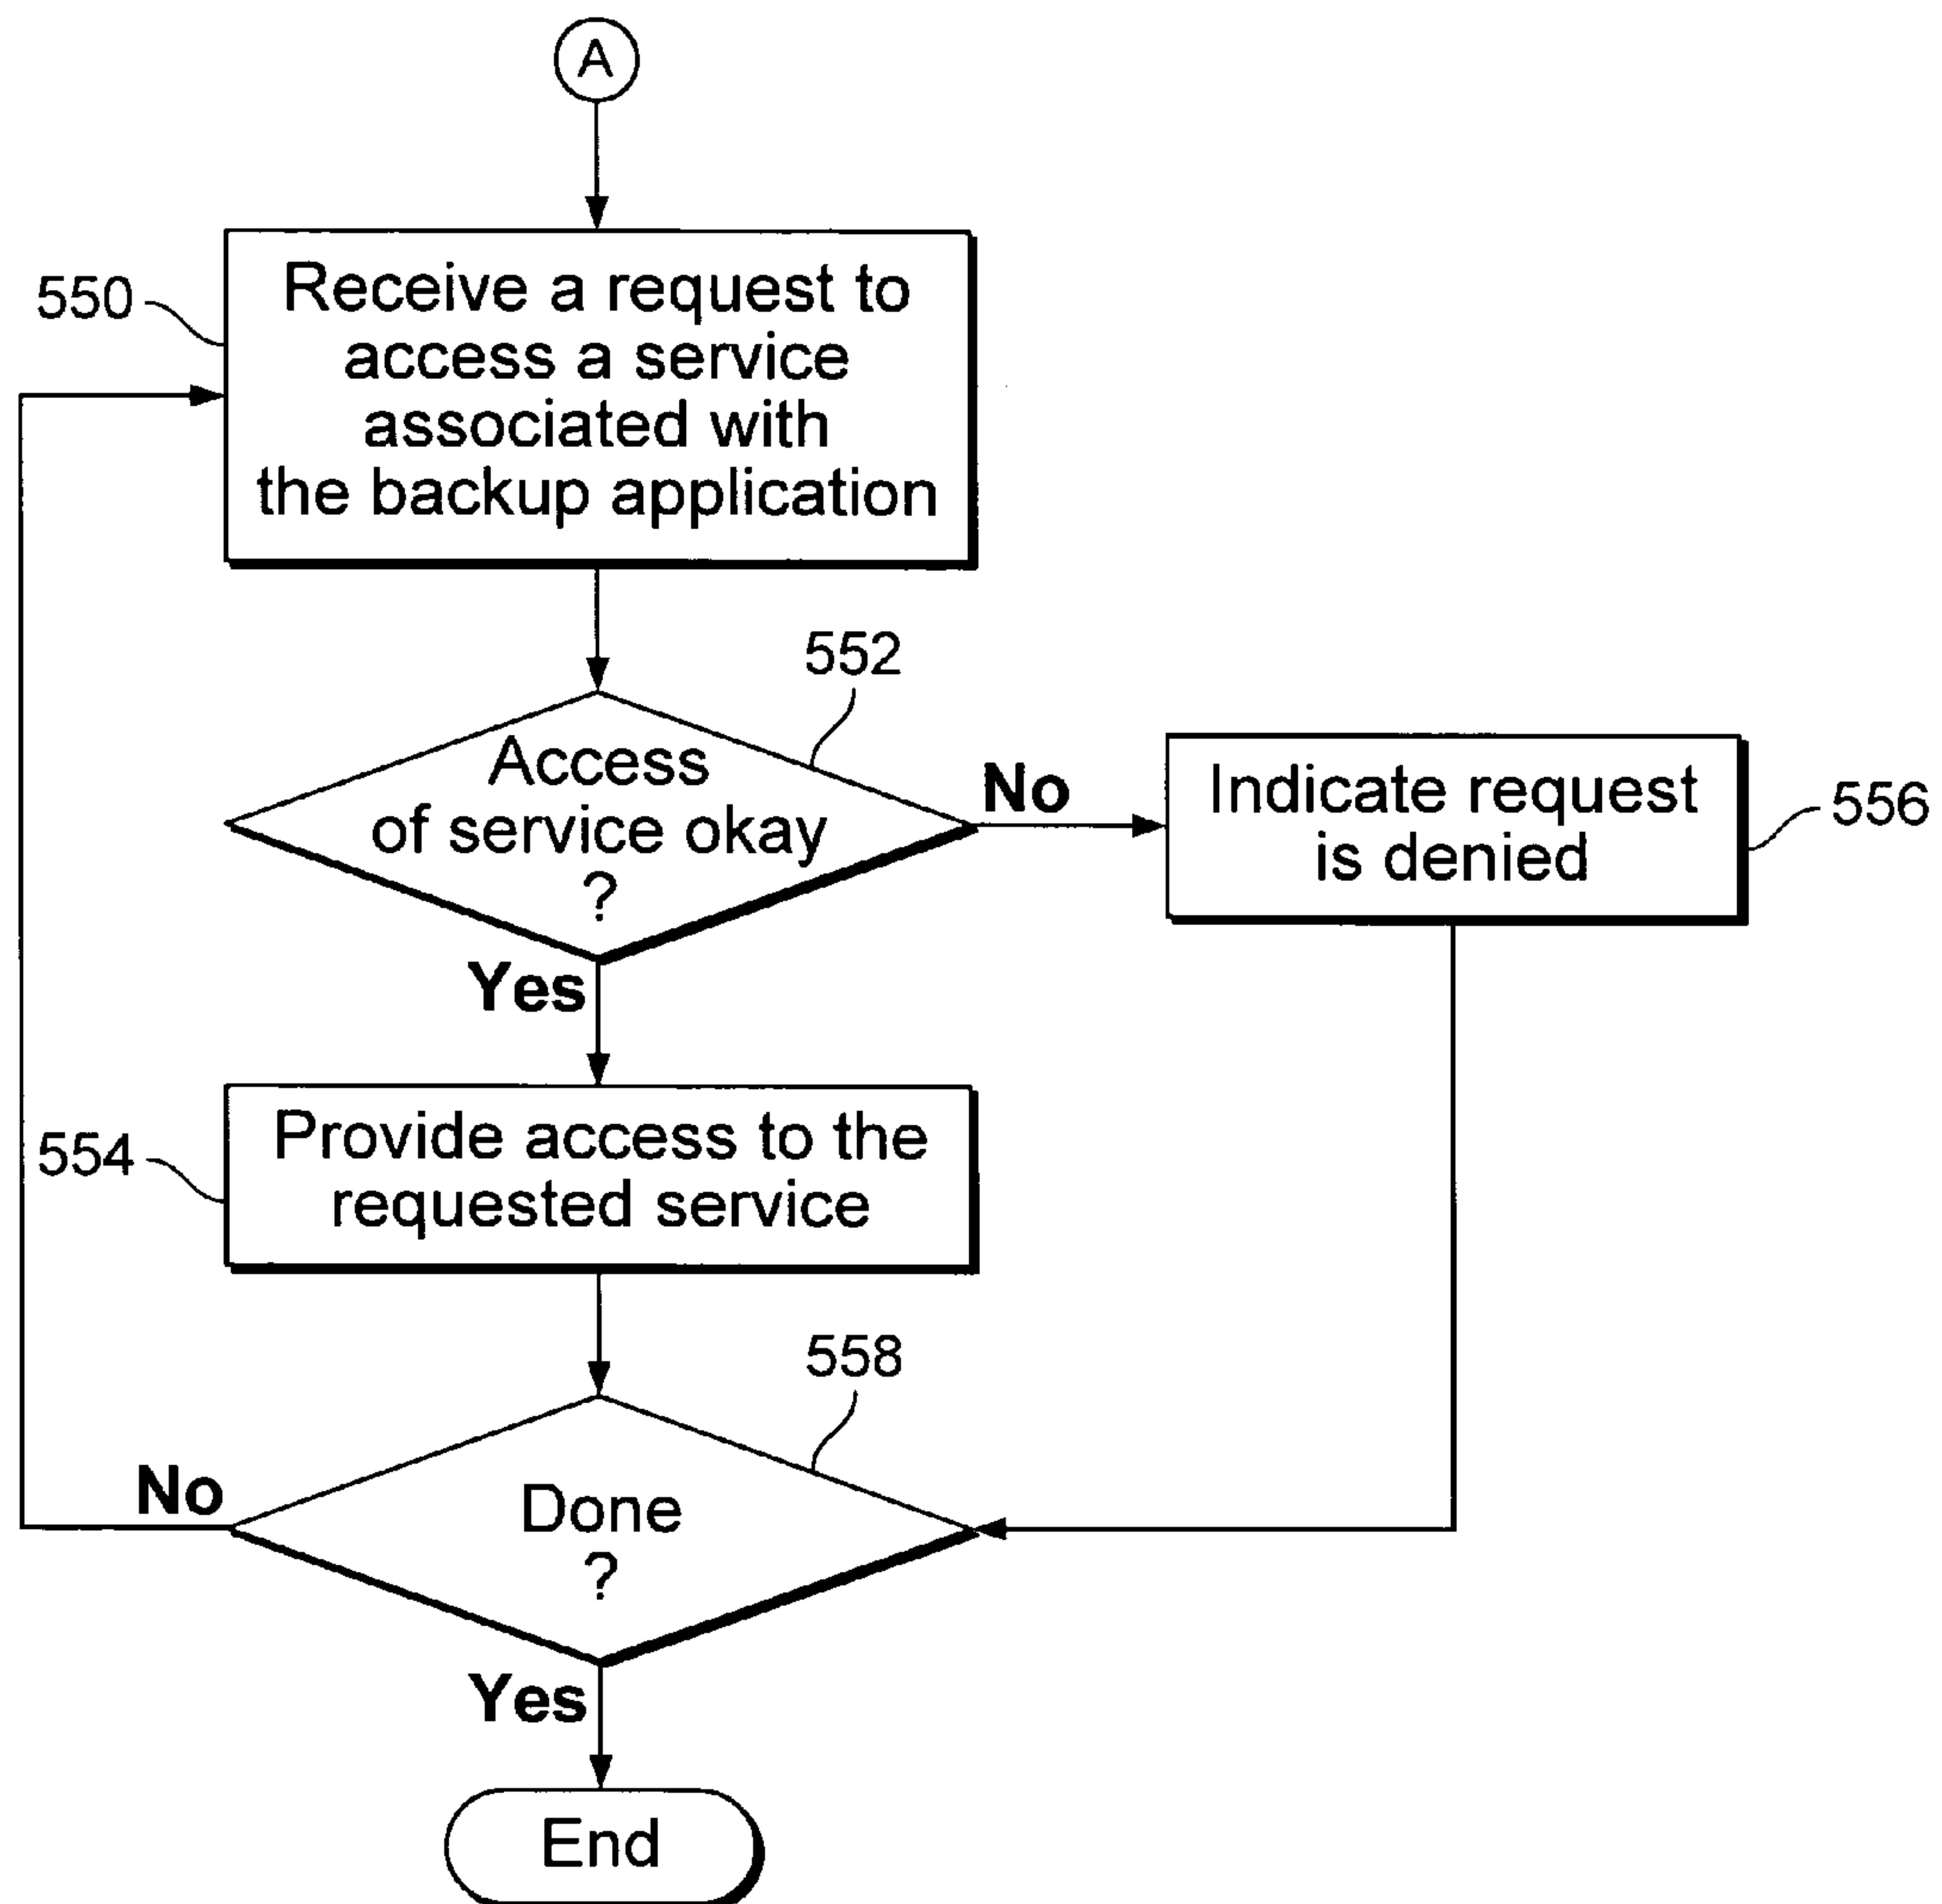 A
550
Receive a request to
access a service
associated with
the backup application
552
Access
of service okay
?
No
Indicate request
is denied
556
Yes
554
Provide access to the
requested service
558
No
Done
?
Yes
End